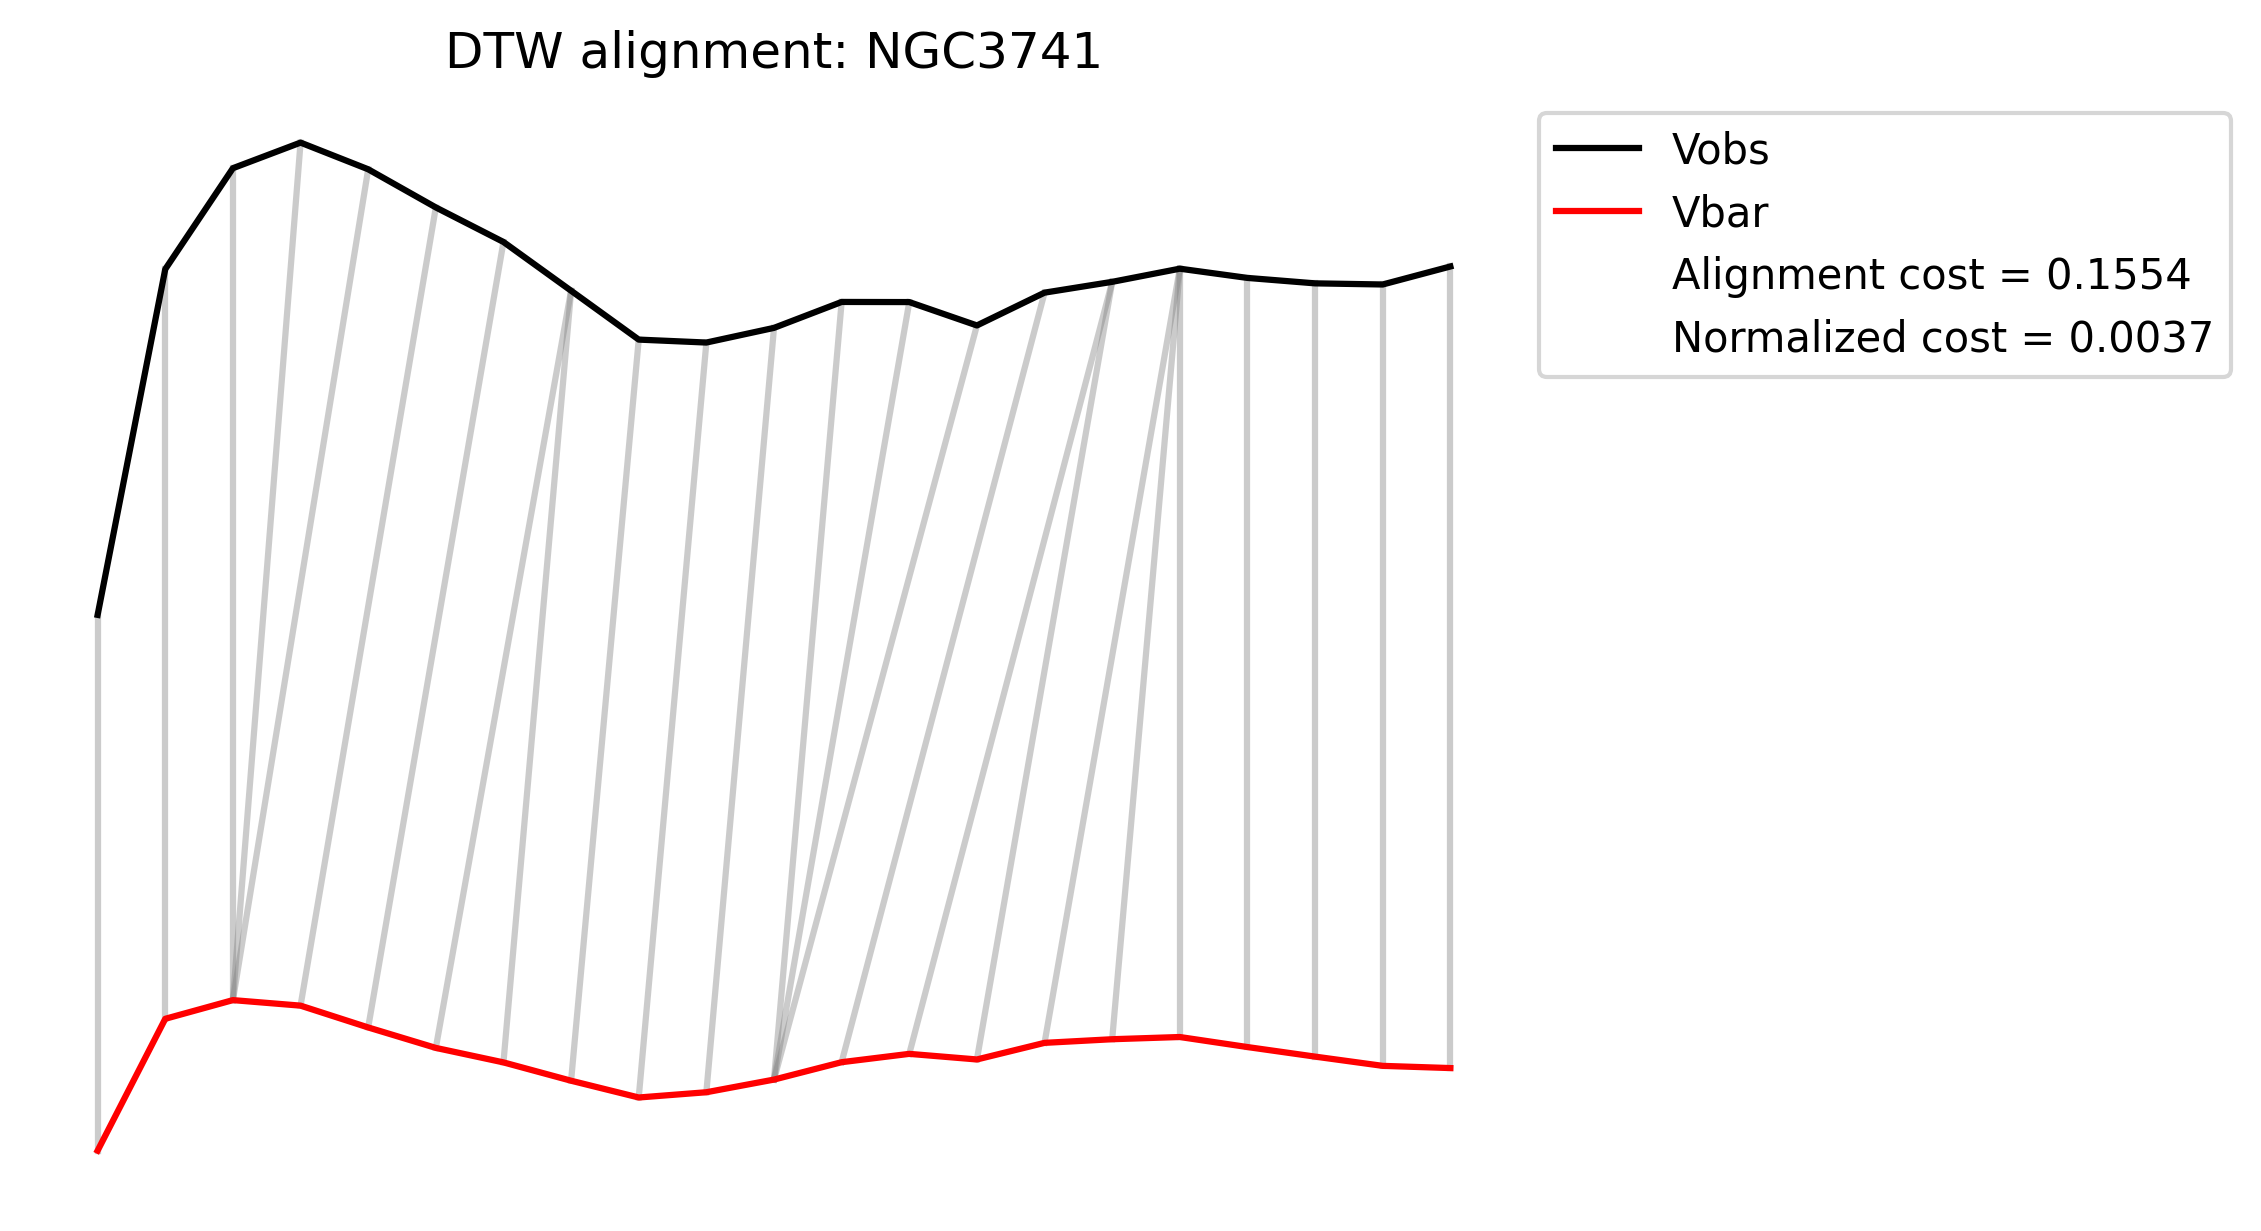 DTW alignment: NGC3741
Vobs
Vbar
Alignment cost = 0.1554
Normalized cost = 0.0037